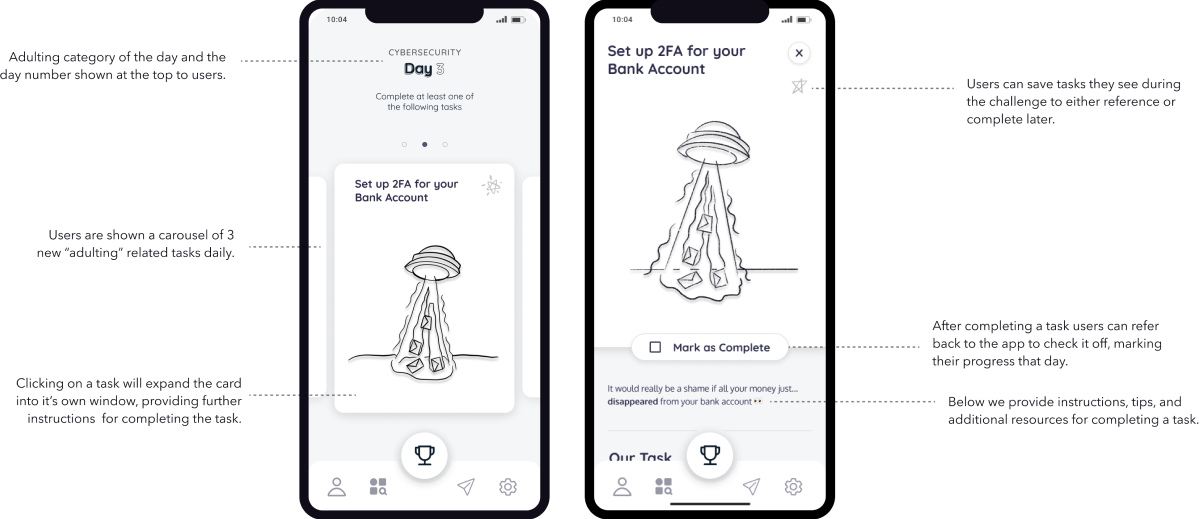 Adulting category of the day and the
day number shown at the top to users.
Users are shown a carousel of 3
new “adulting” related tasks daily.
Clicking on a task will expand the card
into it’s own window, providing further
instructions for completing the task.
10:04
CYBERSECURITY
Day 3
Complete at least one of
the following tasks
Set up 2FA for your
Bank Account
10:04
Set up 2FA for your
Bank Account
Mark as Complete
It would really be a shame if all your money just...
disappeared from your bank account 👀
Our Task
Users can save tasks they see during
the challenge to either reference or
complete later.
After completing a task users can refer
back to the app to check it off, marking
their progress that day.
Below we provide instructions, tips, and
additional resources for completing a task.